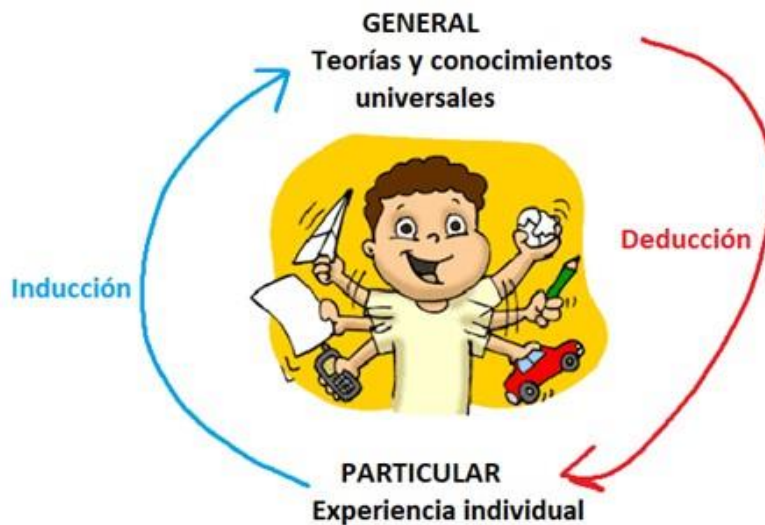 GENERAL
Teorías y conocimientos
universales
Inducción
Deducción
PARTICULAR
Experiencia individual